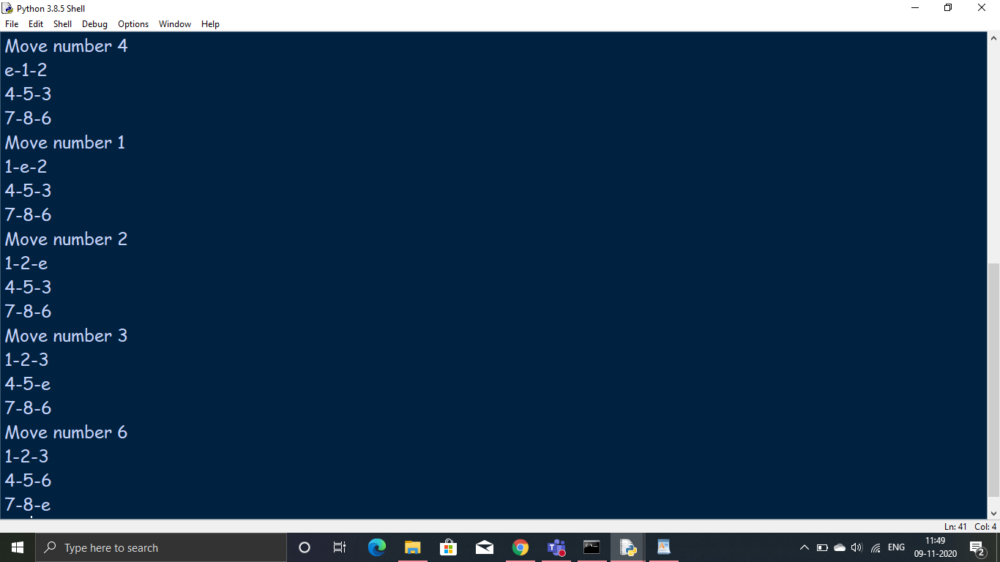 Python 3.8.5 Shell
File Edit Shell Debug Options Window Help
Move number 4
e-1-2
4-5-3
7-8-6
Move number 1
1-e-2
4-5-3
7-8-6
Move number 2
1-2-e
4-5-3
7-8-6
Move number 3
1-2-3
4-5-e
7-8-6
Move number 6
1-2-3
4-5-6
7-8-e
Ln: 41 Col: 4
Type here to search
ENG
11:49
09-11-2020
2